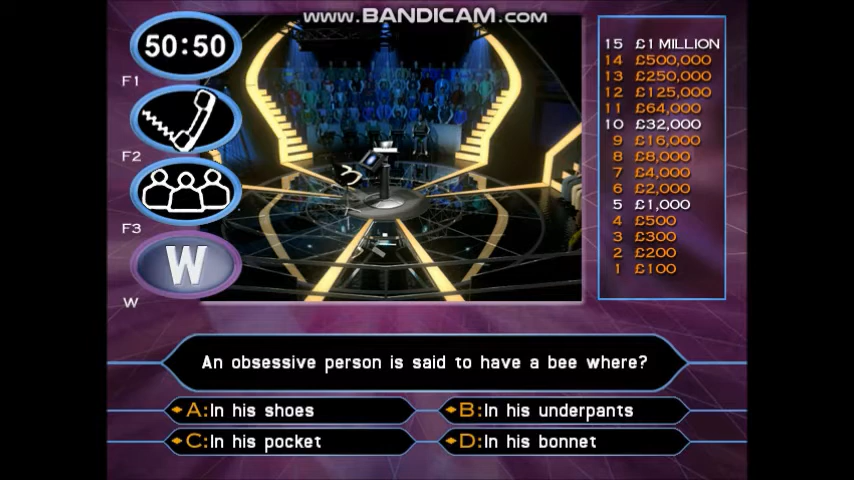 www.BANDICAM.com
50:50
F1
F2
F3
W
W
15 £1 MILLION
14 £500,000
13 £250,000
12 £125,000
11 £64,000
10 £32,000
9 £16,000
8 £8,000
7 £4,000
6 £2,000
5 £1,000
4 £500
3 £300
2 £200
1 £100
An obsessive person is said to have a bee where?
A:In his shoes
B:In his underpants
C:In his pocket
D:In his bonnet